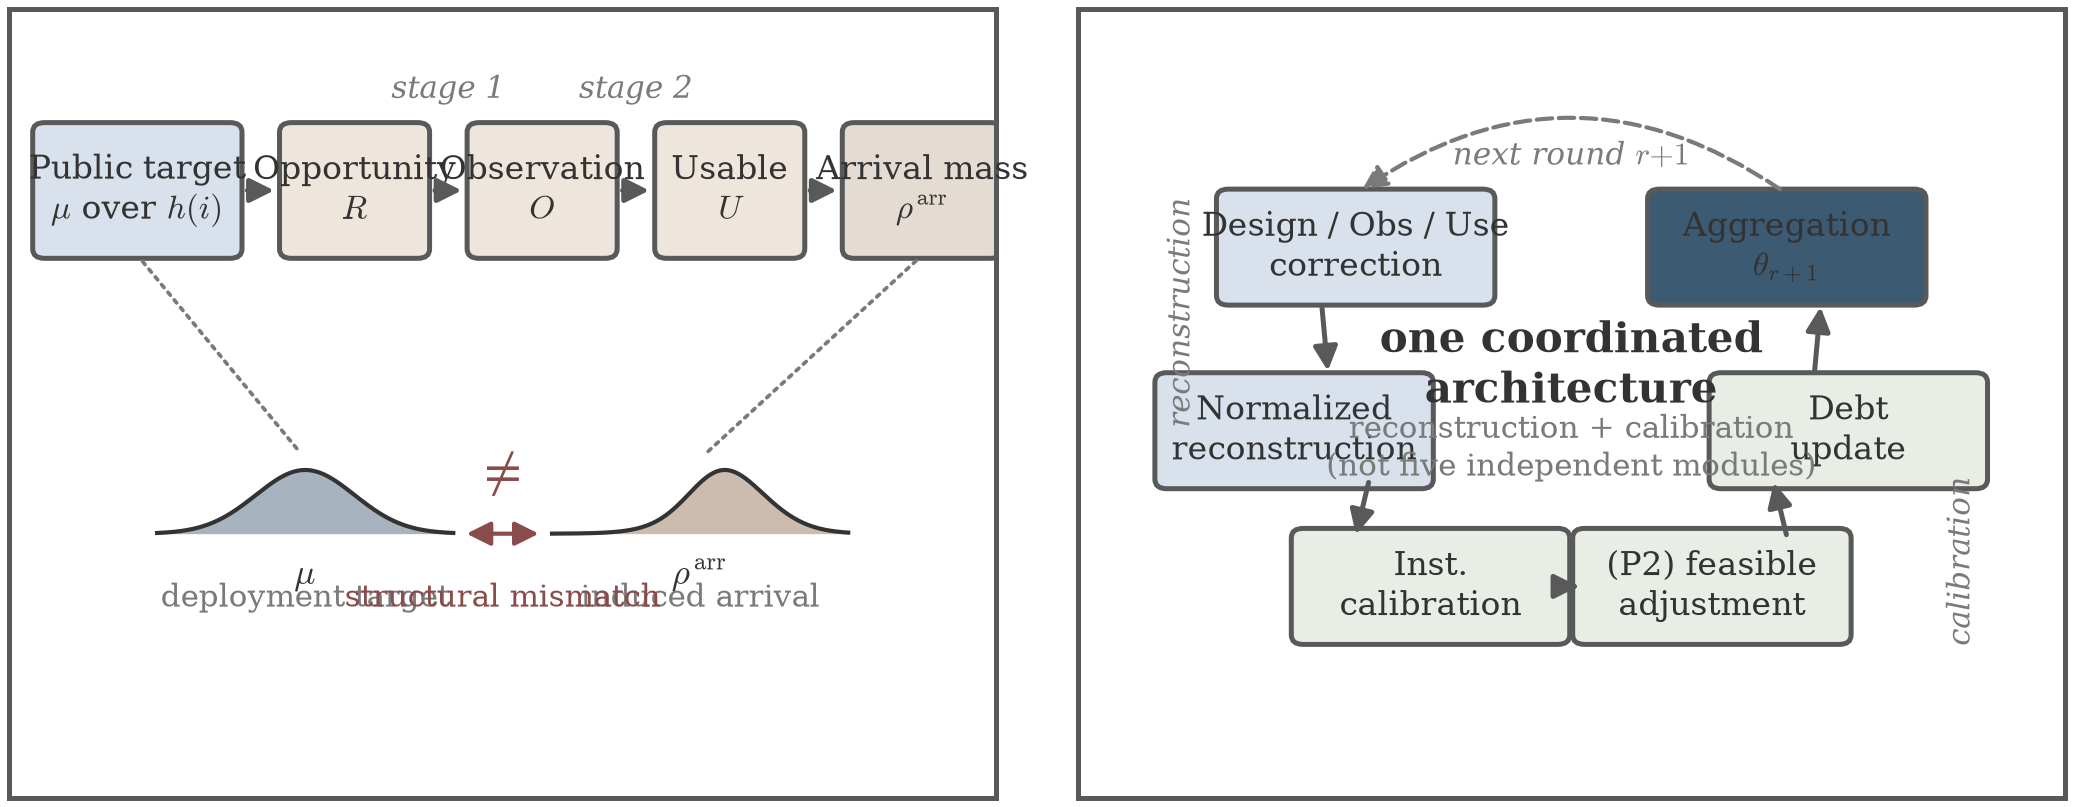 stage 1
stage 2
Public target
μ over h(i)
Opportunity
R
Observation
O
Usable
U
Arrival mass
ρ^arr
≠
μ
deployment target
structural mismatch
ρ^arr
induced arrival
next round r+1
reconstruction
Design / Obs / Use
correction
Aggregation
θ_{r+1}
one coordinated
architecture
reconstruction + calibration
(not five independent modules)
Normalized
reconstruction
Debt
update
Inst.
calibration
(P2) feasible
adjustment
calibration